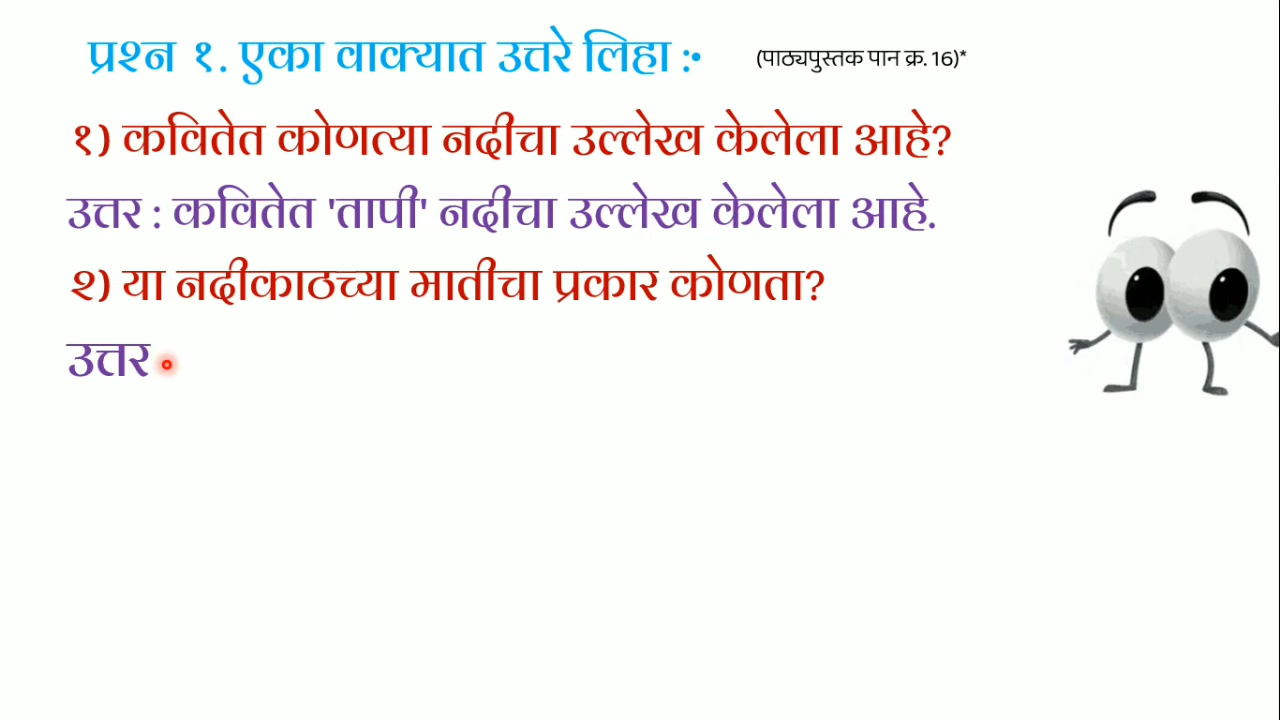 प्रश्न १. एका वाक्यात उत्तरे लिहा :- (पाठ्यपुस्तक पान क्र. 16)*
१) कवितेत कोणत्या नदीचा उल्लेख केलेला आहे?
उत्तर : कवितेत 'तापी' नदीचा उल्लेख केलेला आहे.
२) या नदीकाठच्या मातीचा प्रकार कोणता?
उत्तर